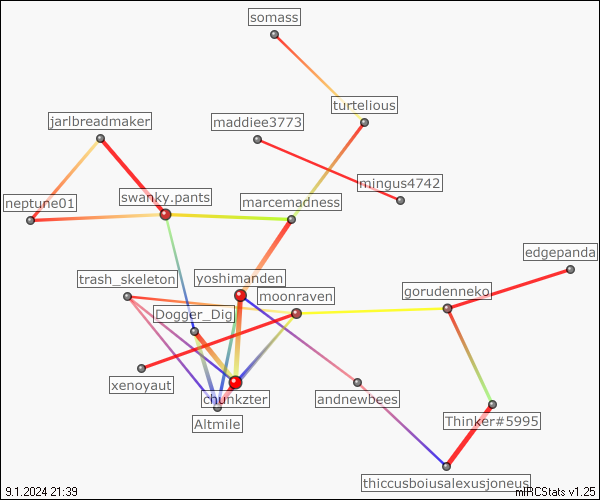 somass
turtelious
jarlbreadmaker
maddiee3773
mingus4742
neptune01
swanky.pants
marcemadness
edgepanda
trash_skeleton
yoshimanden
moonraven
gorudenneko
Dogger_Dig
xenoyaut
chunkzter
andnewbees
Altmile
Thinker#5995
thiccusboiusalexusjoneus
9.1.2024 21:39
mIRCStats v1.25